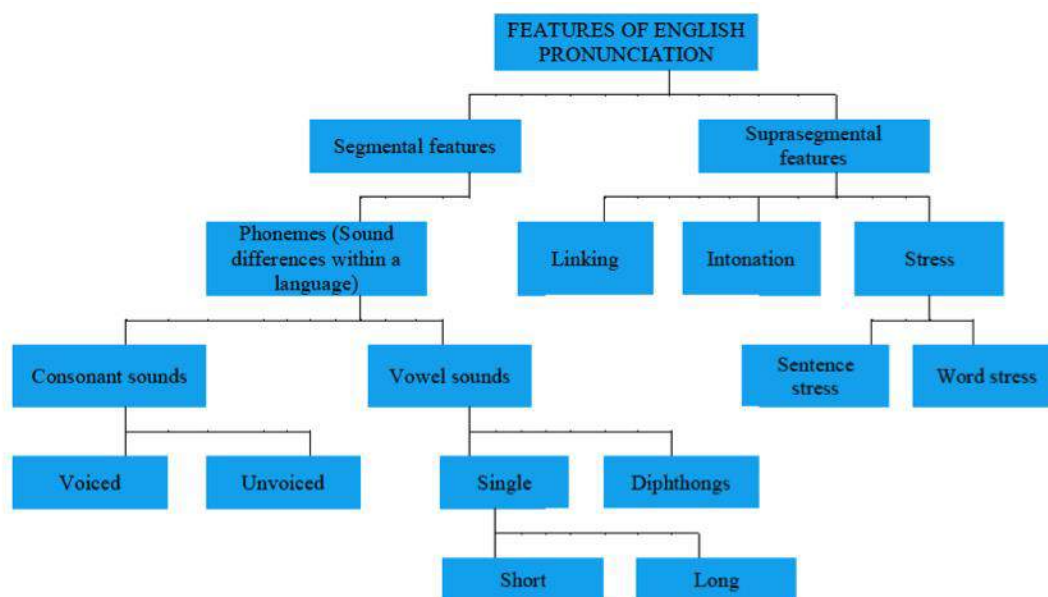 FEATURES OF ENGLISH
PRONUNCIATION
Segmental features
Suprasegmental
features
Phonemes (Sound
differences within a
language)
Linking
Intonation
Stress
Consonant sounds
Vowel sounds
Sentence
stress
Word stress
Voiced
Unvoiced
Single
Diphthongs
Short
Long